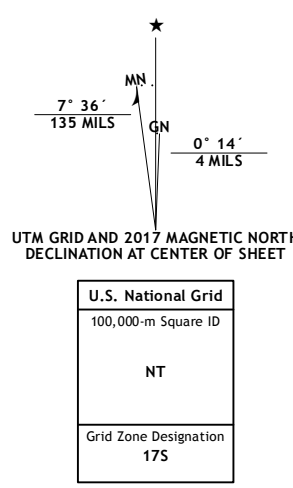 ★
MN
7° 36´
135 MILS
GN
0° 14´
4 MILS
UTM GRID AND 2017 MAGNETIC NORTH
DECLINATION AT CENTER OF SHEET
U.S. National Grid
100,000-m Square ID
NT
Grid Zone Designation
17S